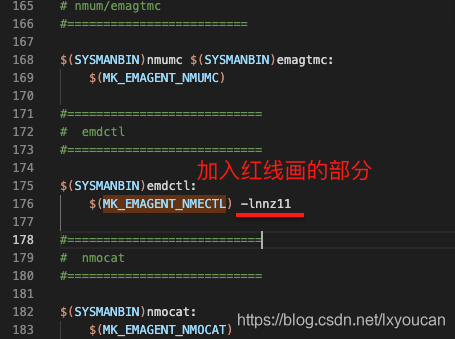 165 # nmum/emagtmc
166 #=========================
167
168 $(SYSMANBIN)nmumc $(SYSMANBIN)emagtmc:
169 $(MK_EMAGENT_NMUMC)
170
171 #===========================
172 # emdctl
173 #===========================
174 加入红线画的部分
175 $(SYSMANBIN)emdctl:
176 $(MK_EMAGENT_NMECTL) -lnnz11
177
178 #===========================
179 # nmocat
180 #===========================
181
182 $(SYSMANBIN)nmocat:
183 $(MK_EMAGENT_NMOCAT)
https://blog.csdn.net/lxyoucan